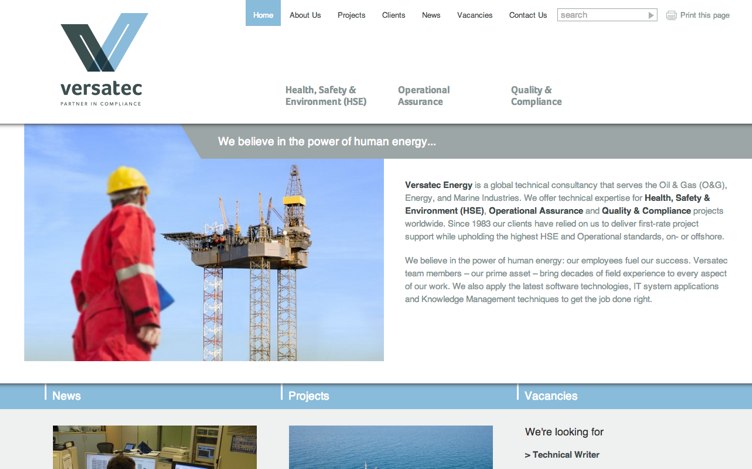 Home About Us Projects Clients News Vacancies Contact Us search Print this page
versatec
PARTNER IN COMPLIANCE
Health, Safety &
Environment (HSE)
Operational
Assurance
Quality &
Compliance
We believe in the power of human energy...
Versatec Energy is a global technical consultancy that serves the Oil & Gas (O&G),
Energy, and Marine Industries. We offer technical expertise for Health, Safety &
Environment (HSE), Operational Assurance and Quality & Compliance projects
worldwide. Since 1983 our clients have relied on us to deliver first-rate project
support while upholding the highest HSE and Operational standards, on- or offshore.
We believe in the power of human energy: our employees fuel our success. Versatec
team members – our prime asset – bring decades of field experience to every aspect
of our work. We also apply the latest software technologies, IT system applications
and Knowledge Management techniques to get the job done right.
News
Projects
Vacancies
We're looking for
> Technical Writer